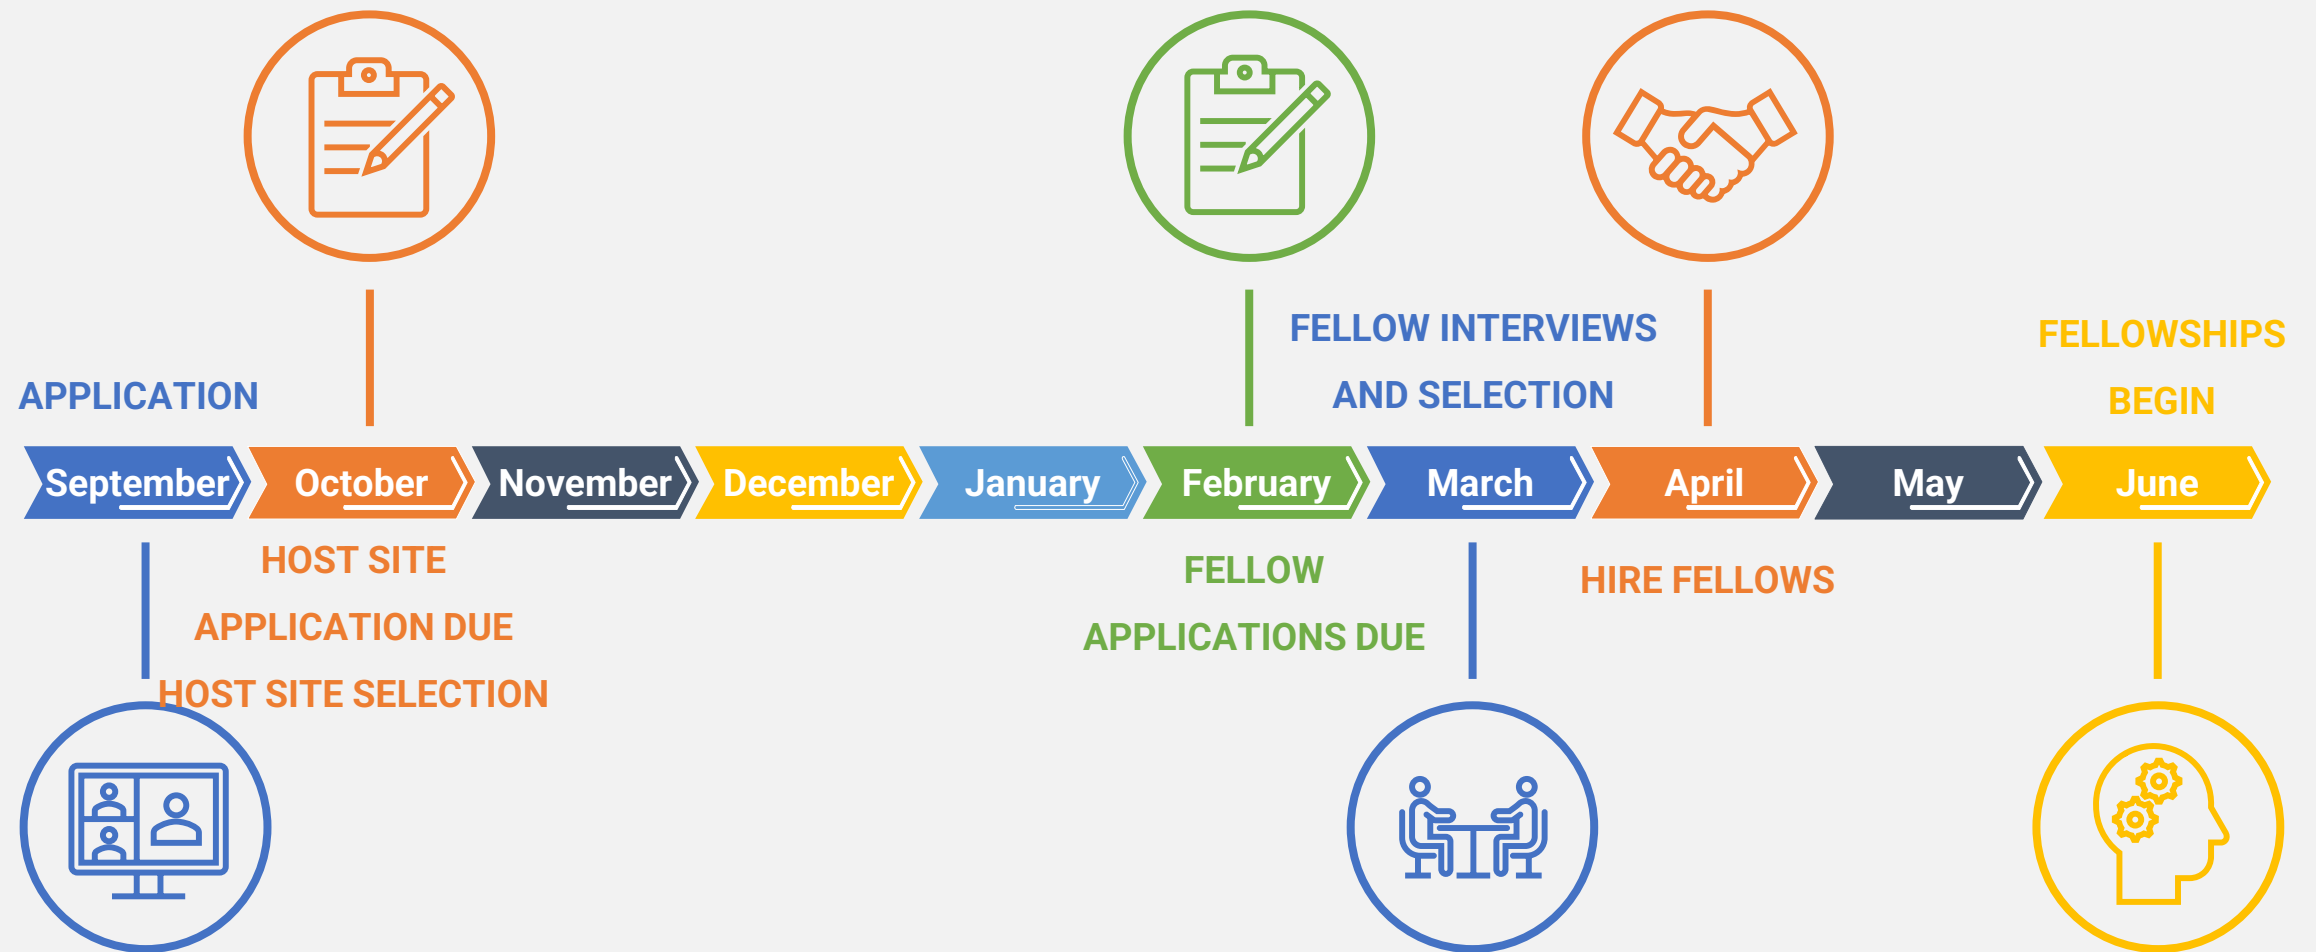 FELLOW INTERVIEWS
AND SELECTION
FELLOWSHIPS
BEGIN
APPLICATION
September
October
November
December
January
February
March
April
May
June
HOST SITE
APPLICATION DUE
HOST SITE SELECTION
FELLOW
APPLICATIONS DUE
HIRE FELLOWS